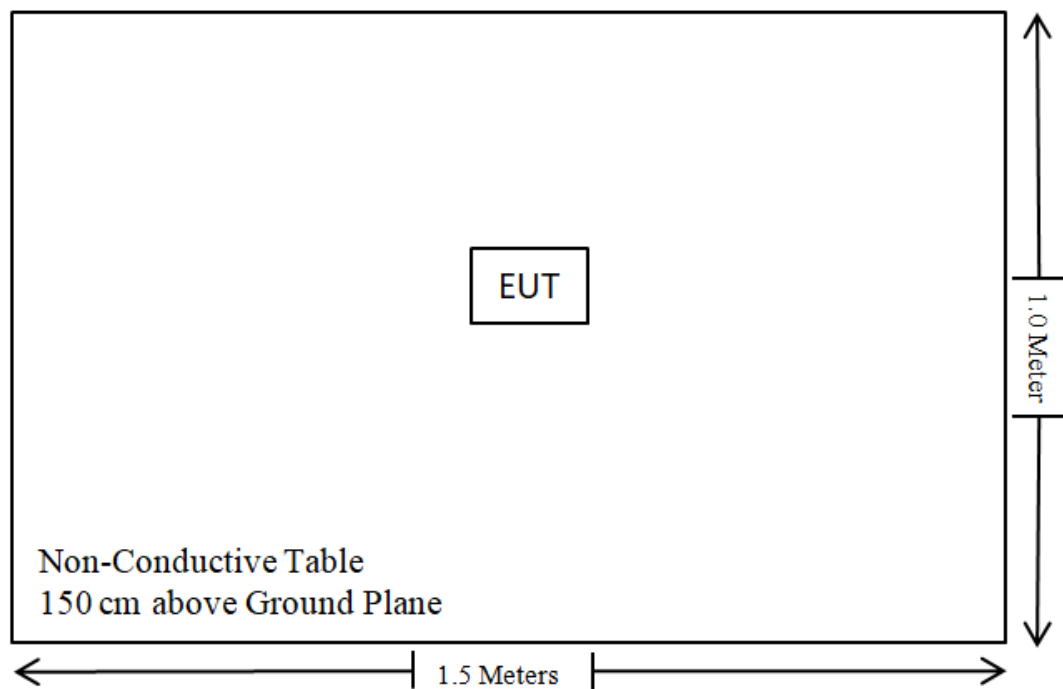 EUT
1.0 Meter
Non-Conductive Table
150 cm above Ground Plane
1.5 Meters